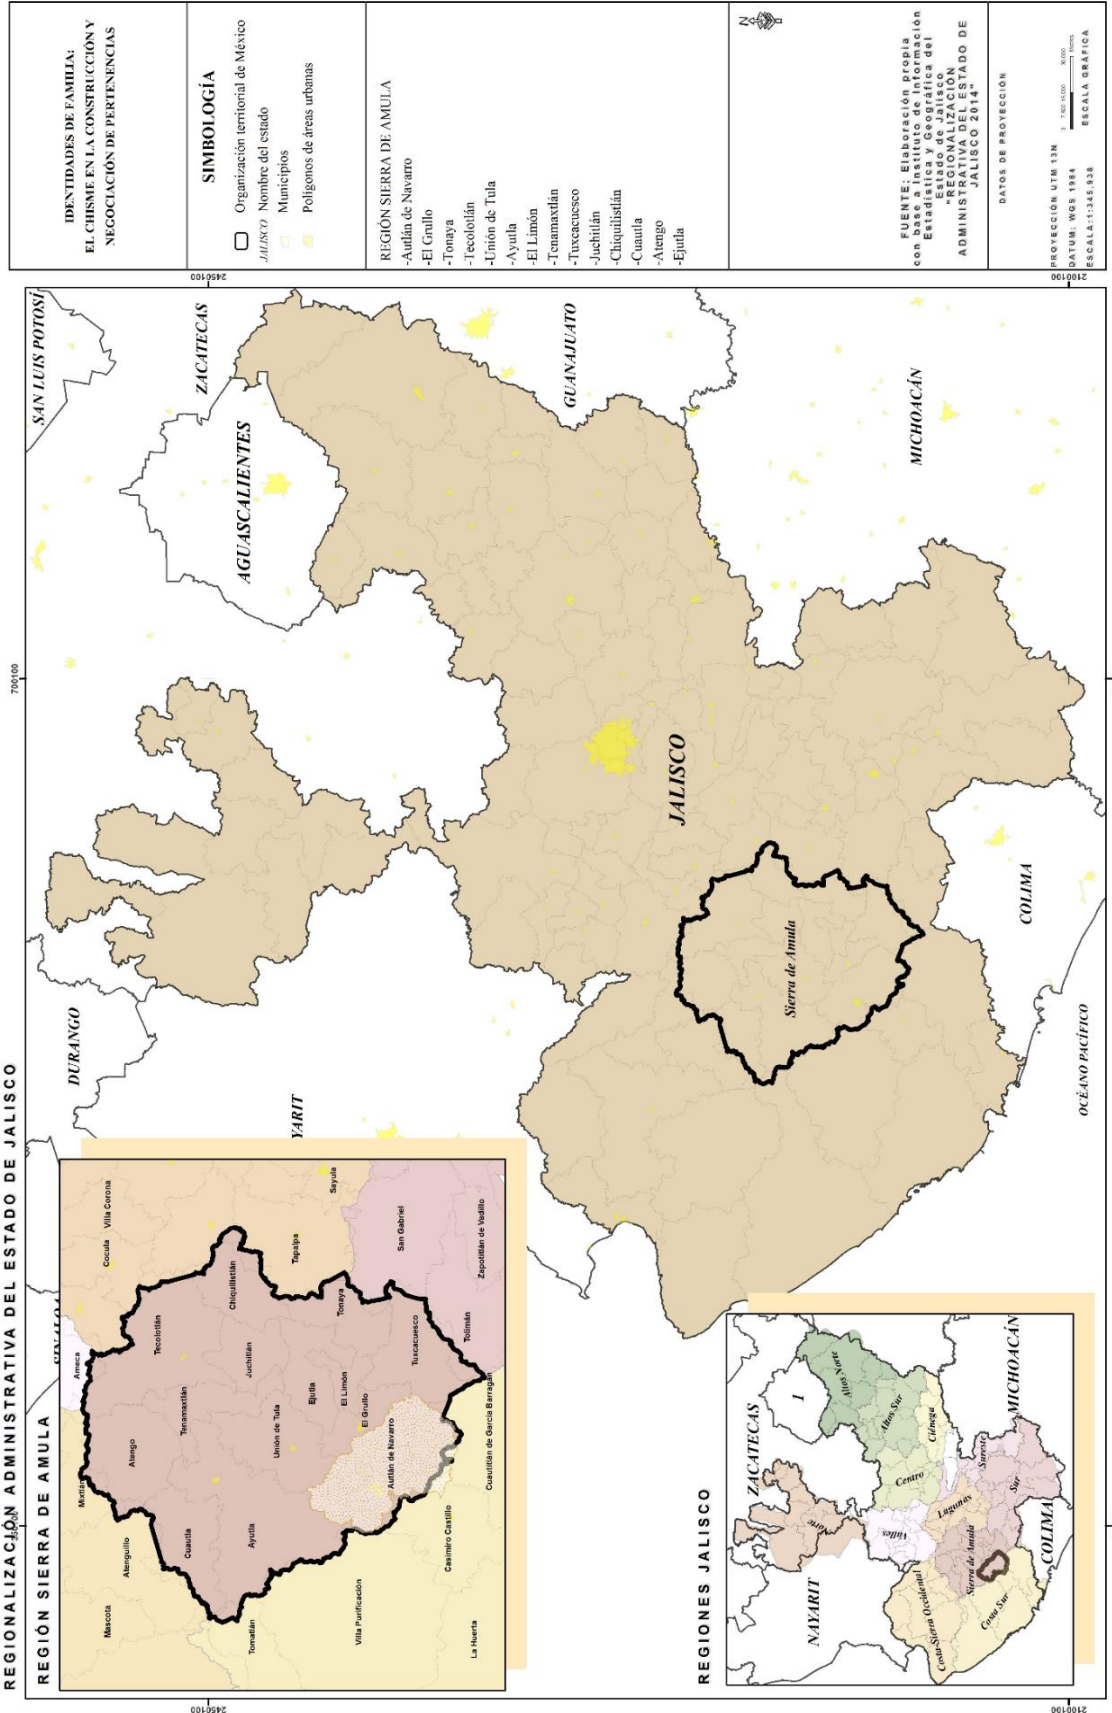 REGIONALIZACIÓN ADMINISTRATIVA DEL ESTADO DE JALISCO
REGIÓN SIERRA DE AMULA
Mascota
Atenguillo
Mixtlán
Ameca
Cocula
Villa Corona
Atengo
Tenamaxtlán
Tecolotlán
Cuautla
Ayutla
Unión de Tula
Juchitlán
Chiquilistlán
Tomatlán
Ejutla
El Limón
El Grullo
Tonaya
Tapalpa
Sayula
Villa Purificación
Autlán de Navarro
Tuxcacuesco
San Gabriel
Casimiro Castillo
La Huerta
Cuautitlán de García Barragán
Tolimán
Zapotitlán de Vadillo
REGIONES JALISCO
NAYARIT
ZACATECAS
MICHOACÁN
COLIMA
Norte
Altos Norte
Altos Sur
Ciénega
Centro
Valles
Lagunas
Sureste
Sur
Sierra de Amula
Costa-Sierra Occidental
Costa Sur
1
DURANGO
YARIT
ZACATECAS
SAN LUIS POTOSÍ
AGUASCALIENTES
GUANAJUATO
MICHOACÁN
JALISCO
Sierra de Amula
COLIMA
OCÉANO PACÍFICO
700100
2450100
2450100
2100100
2100100
IDENTIDADES DE FAMILIA:
EL CHISME EN LA CONSTRUCCIÓN Y
NEGOCIACIÓN DE PERTENENCIAS
SIMBOLOGÍA
Organización territorial de México
JALISCO Nombre del estado
Municipios
Polígonos de áreas urbanas
REGIÓN SIERRA DE AMULA
-Autlán de Navarro
-El Grullo
-Tonaya
-Tecolotlán
-Unión de Tula
-Ayutla
-El Limón
-Tenamaxtlán
-Tuxcacuesco
-Juchitlán
-Chiquilistlán
-Cuautla
-Atengo
-Ejutla
N
FUENTE: Elaboración propia
con base a Instituto de Información
Estadística y Geográfica del
Estado de Jalisco
"REGIONALIZACIÓN
ADMINISTRATIVA DEL ESTADO DE
JALISCO 2014"
DATOS DE PROYECCIÓN
PROYECCIÓN UTM 13N
DATUM: WGS 1984
ESCALA:1:345,938
ESCALA GRÁFICA